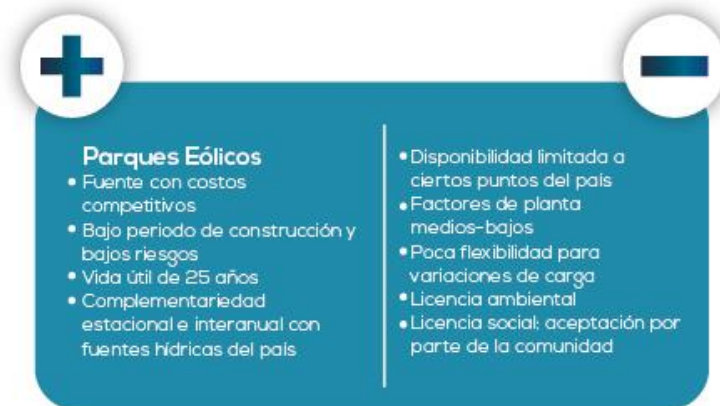 Parques Eólicos
• Fuente con costos
competitivos
• Bajo periodo de construcción y
bajos riesgos
• Vida útil de 25 años
• Complementariedad
estacional e interanual con
fuentes hídricas del país
• Disponibilidad limitada a
ciertos puntos del país
• Factores de planta
medios-bajos
• Poca flexibilidad para
variaciones de carga
• Licencia ambiental
• Licencia social; aceptación por
parte de la comunidad